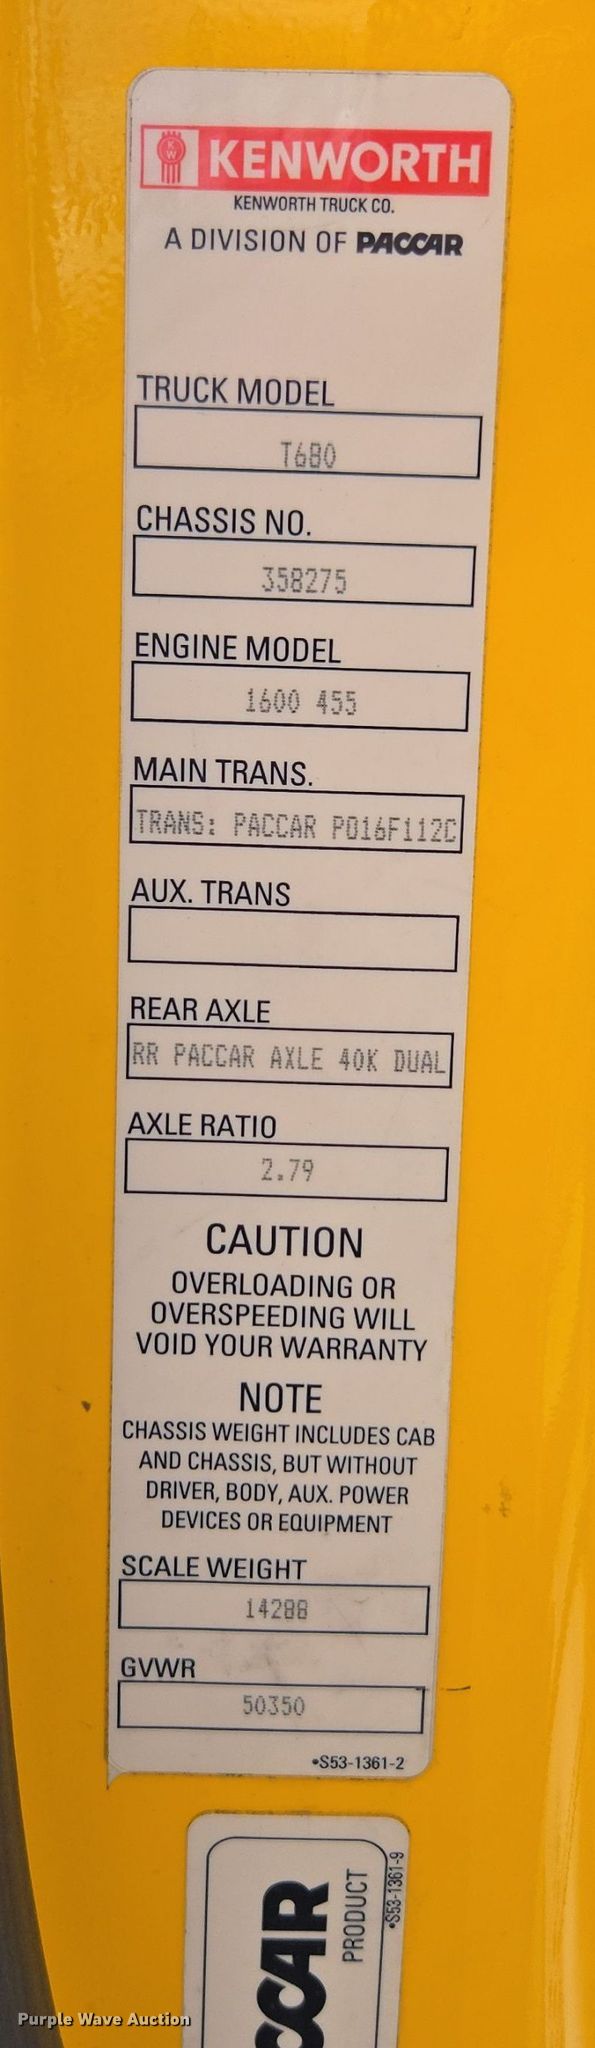 KW KENWORTH
KENWORTH TRUCK CO.
A DIVISION OF PACCAR
TRUCK MODEL
T680
CHASSIS NO.
358275
ENGINE MODEL
1600 455
MAIN TRANS.
TRANS: PACCAR PO16F112C
AUX. TRANS
REAR AXLE
RR PACCAR AXLE 40K DUAL
AXLE RATIO
2.79
CAUTION
OVERLOADING OR
OVERSPEEDING WILL
VOID YOUR WARRANTY
NOTE
CHASSIS WEIGHT INCLUDES CAB
AND CHASSIS, BUT WITHOUT
DRIVER, BODY, AUX. POWER
DEVICES OR EQUIPMENT
SCALE WEIGHT
14288
GVWR
50350
•S53-1361-2
CCAR
PRODUCT
•S53-1361-9
Purple Wave Auction